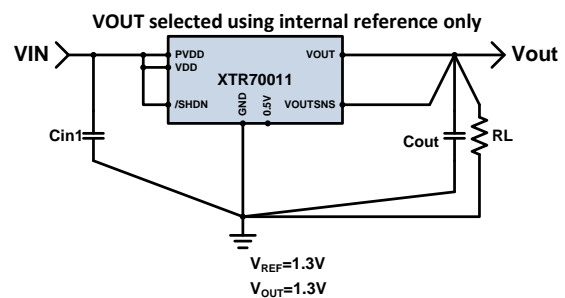 VOUT selected using internal reference only
VIN
PVDD
VDD
/SHDN
XTR70011
GND
0.5V
VOUT
VOUTSNS
Vout
Cin1
Cout
RL
VREF=1.3V
VOUT=1.3V